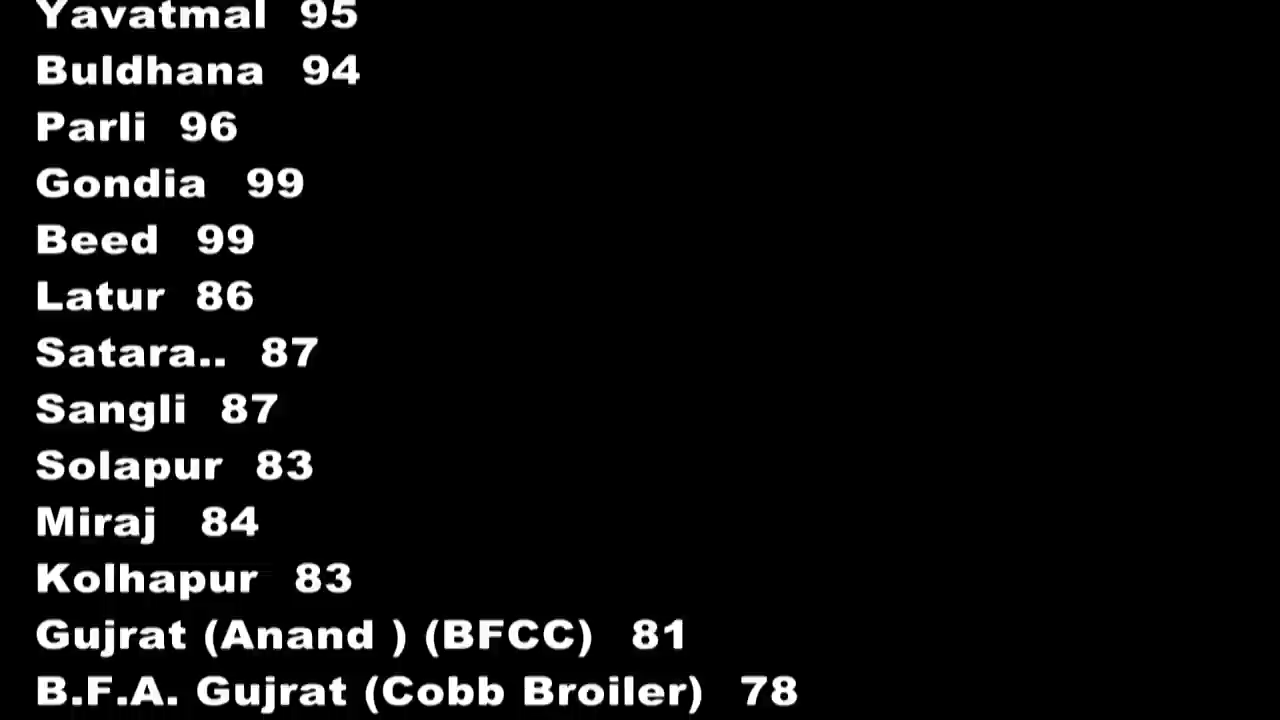 Yavatmal 95
Buldhana 94
Parli 96
Gondia 99
Beed 99
Latur 86
Satara.. 87
Sangli 87
Solapur 83
Miraj 84
Kolhapur 83
Gujrat (Anand ) (BFCC) 81
B.F.A. Gujrat (Cobb Broiler) 78